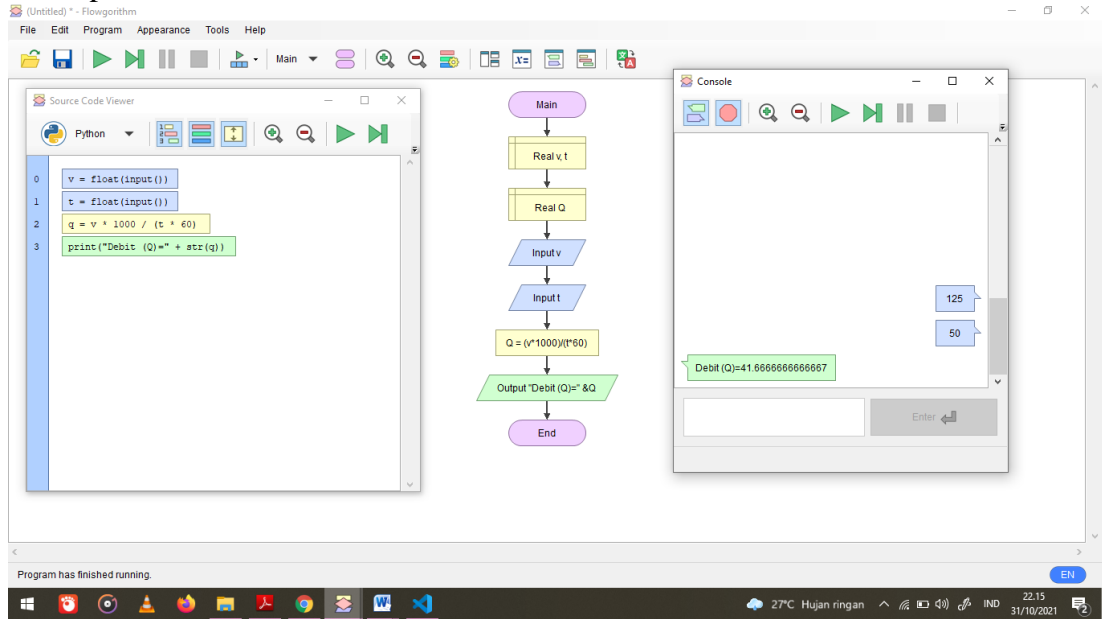 (Untitled) * - Flowgorithm
File Edit Program Appearance Tools Help
Main
Source Code Viewer
Python
0 v = float(input())
1 t = float(input())
2 q = v * 1000 / (t * 60)
3 print("Debit (Q)=" + str(q))
Main
Real v, t
Real Q
Input v
Input t
Q = (v*1000)/(t*60)
Output "Debit (Q)=" &Q
End
Console
125
50
Debit (Q)=41.6666666666667
Enter
Program has finished running.
EN
27°C Hujan ringan
IND
22.15
31/10/2021
2